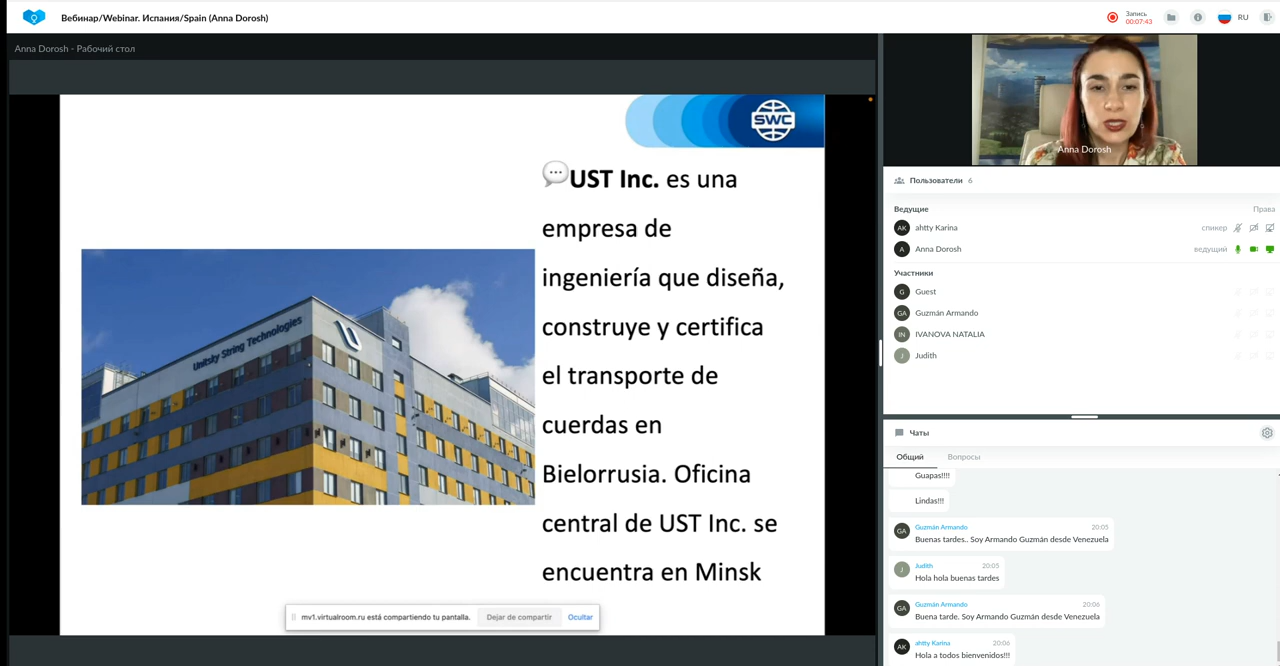 Вебинар/Webinar. Испания/Spain (Anna Dorosh)
Запись
00:07:43
RU
Anna Dorosh - Рабочий стол
SWC
UST Inc. es una
empresa de
ingeniería que diseña,
construye y certifica
el transporte de
cuerdas en
Bielorrusia. Oficina
central de UST Inc. se
encuentra en Minsk
Unitsky String Technologies
mv1.virtualroom.ru está compartiendo tu pantalla.
Dejar de compartir
Ocultar
Anna Dorosh
Пользователи 6
Ведущие
Права
AK ahtty Karina спикер
A Anna Dorosh ведущий
Участники
G Guest
GA Guzmán Armando
IN IVANOVA NATALIA
J Judith
Чаты
Общий Вопросы
Guapas!!!!
Lindas!!!
GA Guzmán Armando 20:05
Buenas tardes.. Soy Armando Guzmán desde Venezuela
J Judith 20:05
Hola hola buenas tardes
GA Guzmán Armando 20:06
Buena tarde. Soy Armando Guzmán desde Venezuela
AK ahtty Karina 20:06
Hola a todos bienvenidos!!!